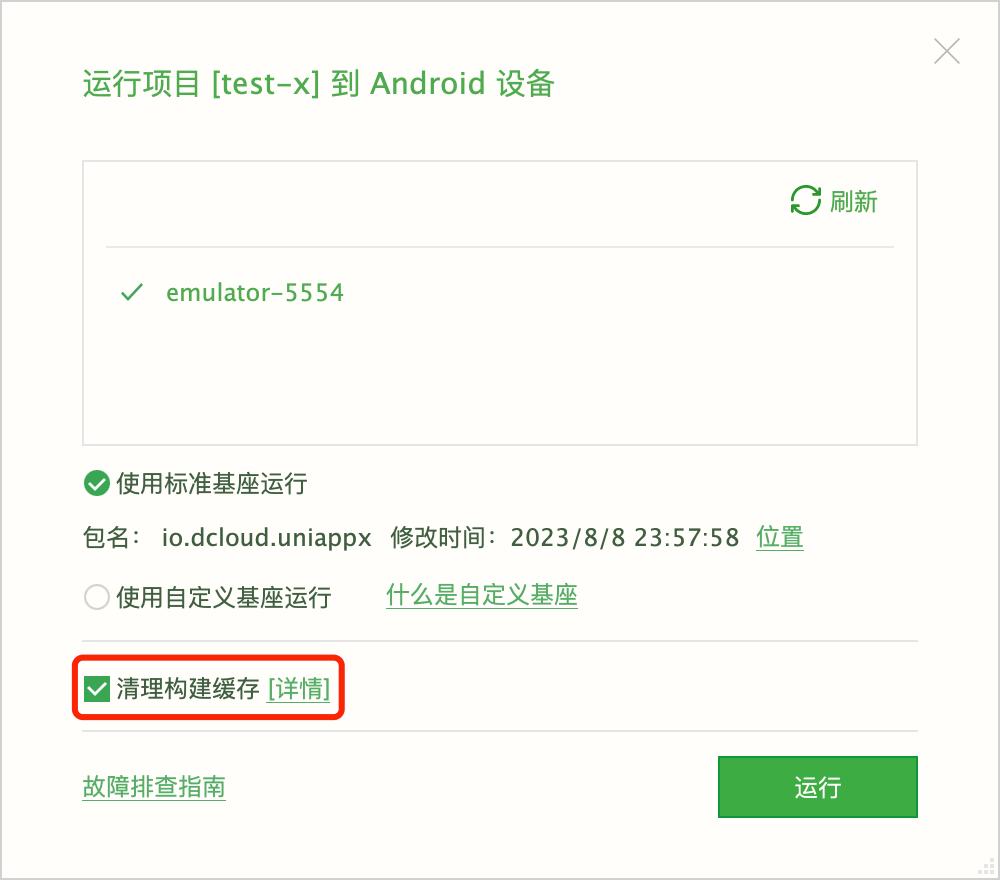 运行项目 [test-x] 到 Android 设备
刷新
emulator-5554
使用标准基座运行
包名： io.dcloud.uniappx 修改时间：2023/8/8 23:57:58 位置
使用自定义基座运行 什么是自定义基座
清理构建缓存 [详情]
故障排查指南 运行